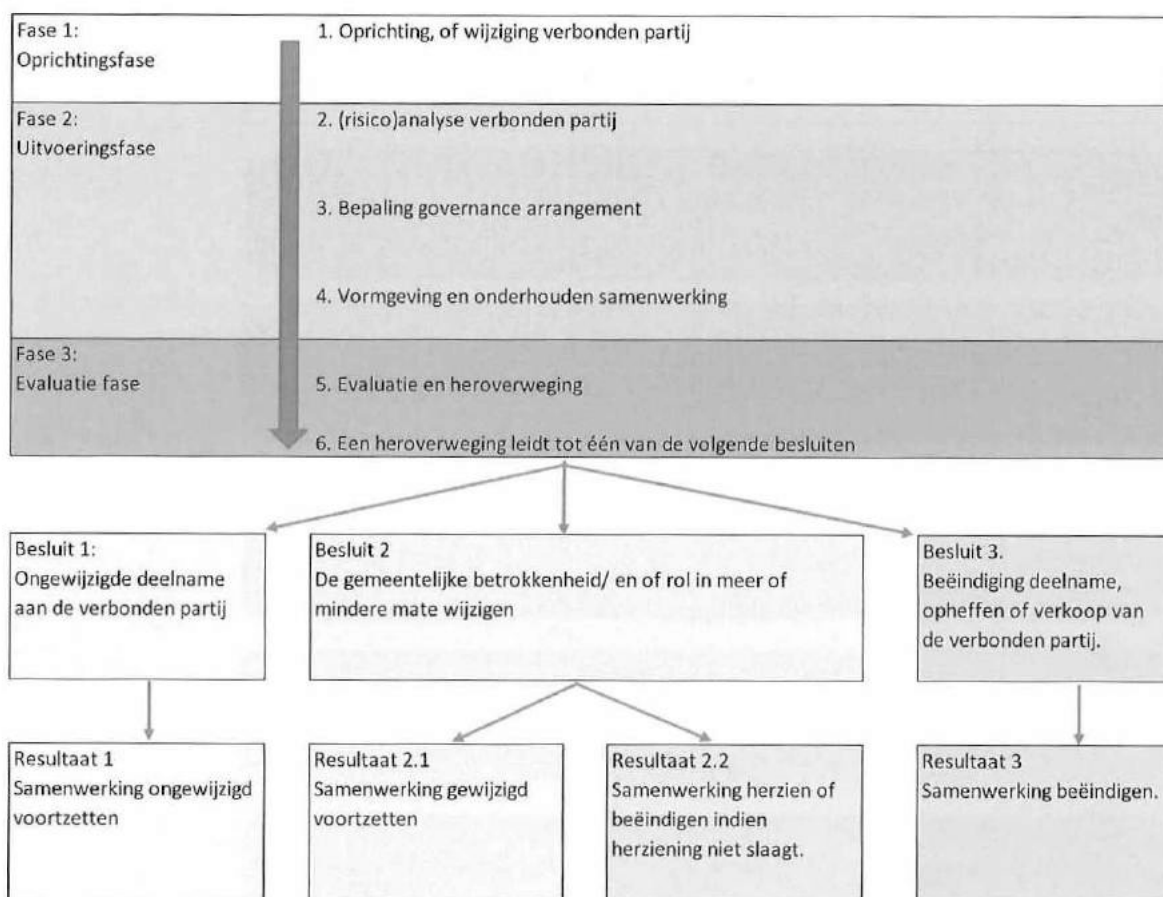 Fase 1:
Oprichtingsfase
1. Oprichting, of wijziging verbonden partij
Fase 2:
Uitvoeringsfase
2. (risico)analyse verbonden partij
3. Bepaling governance arrangement
4. Vormgeving en onderhouden samenwerking
Fase 3:
Evaluatie fase
5. Evaluatie en heroverweging
6. Een heroverweging leidt tot één van de volgende besluiten
Besluit 1:
Ongewijzigde deelname
aan de verbonden partij
Besluit 2
De gemeentelijke betrokkenheid/ en of rol in meer of
mindere mate wijzigen
Besluit 3.
Beëindiging deelname,
opheffen of verkoop van
de verbonden partij.
Resultaat 1
Samenwerking ongewijzigd
voortzetten
Resultaat 2.1
Samenwerking gewijzigd
voortzetten
Resultaat 2.2
Samenwerking herzien of
beëindigen indien
herziening niet slaagt.
Resultaat 3
Samenwerking beëindigen.